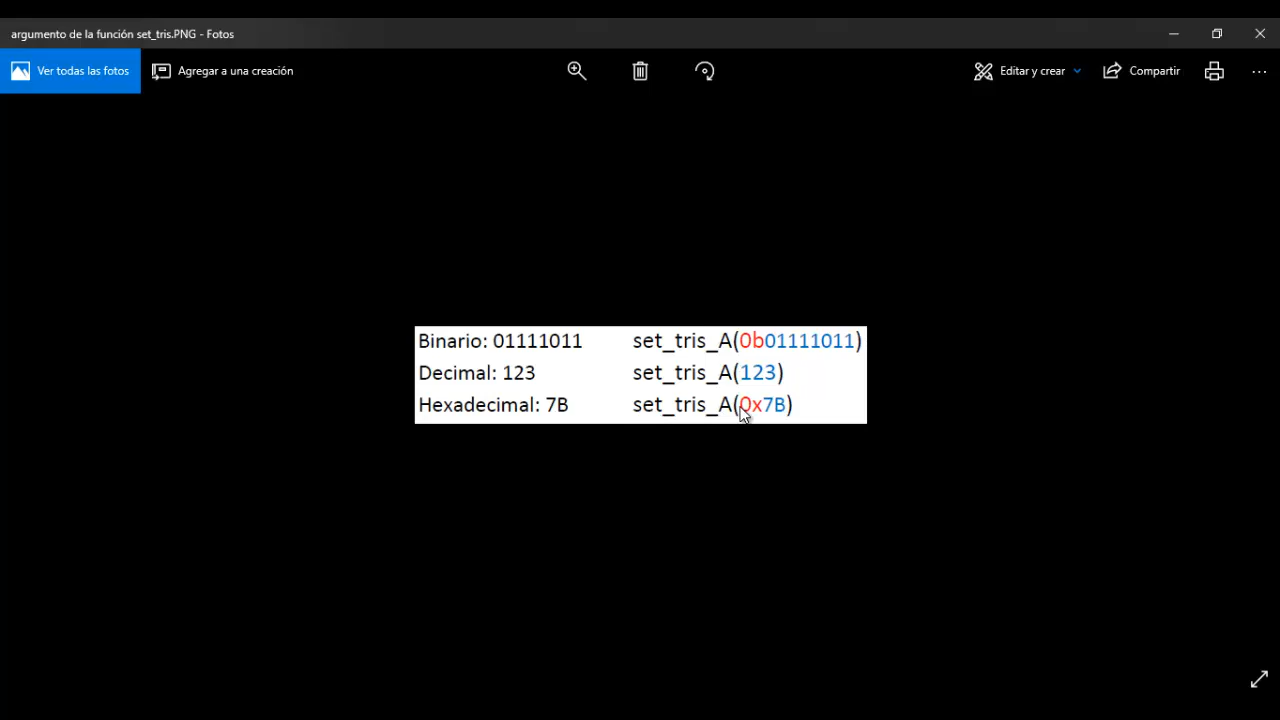 argumento de la función set_tris.PNG - Fotos
Ver todas las fotos Agregar a una creación Editar y crear Compartir
Binario: 01111011 set_tris_A(0b01111011)
Decimal: 123 set_tris_A(123)
Hexadecimal: 7B set_tris_A(0x7B)